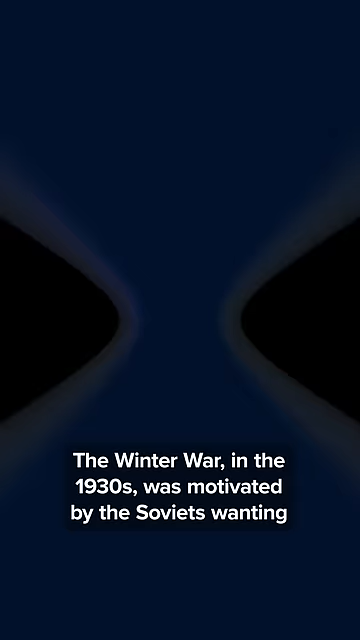 The Winter War, in the
1930s, was motivated
by the Soviets wanting